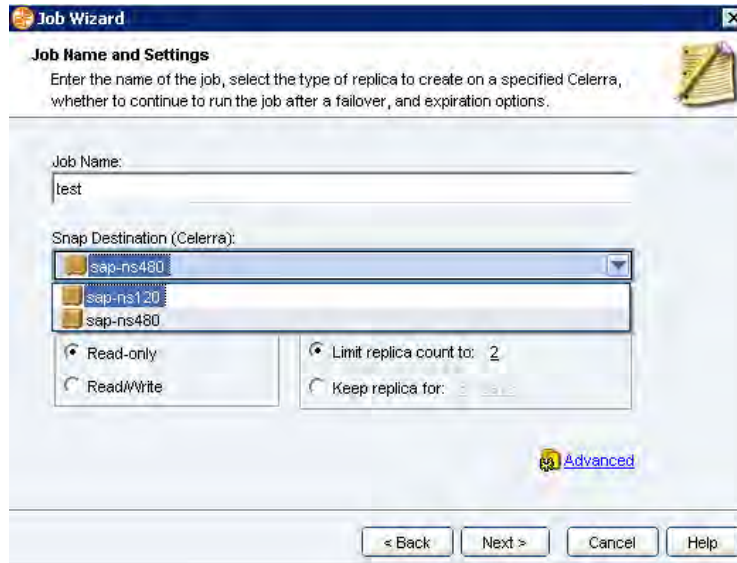 Job Wizard
Job Name and Settings
Enter the name of the job, select the type of replica to create on a specified Celerra,
whether to continue to run the job after a failover, and expiration options.
Job Name:
test
Snap Destination (Celerra):
sap-ns480
sap-ns120
sap-ns480
Read-only
Limit replica count to: 2
Read/Write
Keep replica for:
Advanced
< Back Next > Cancel Help